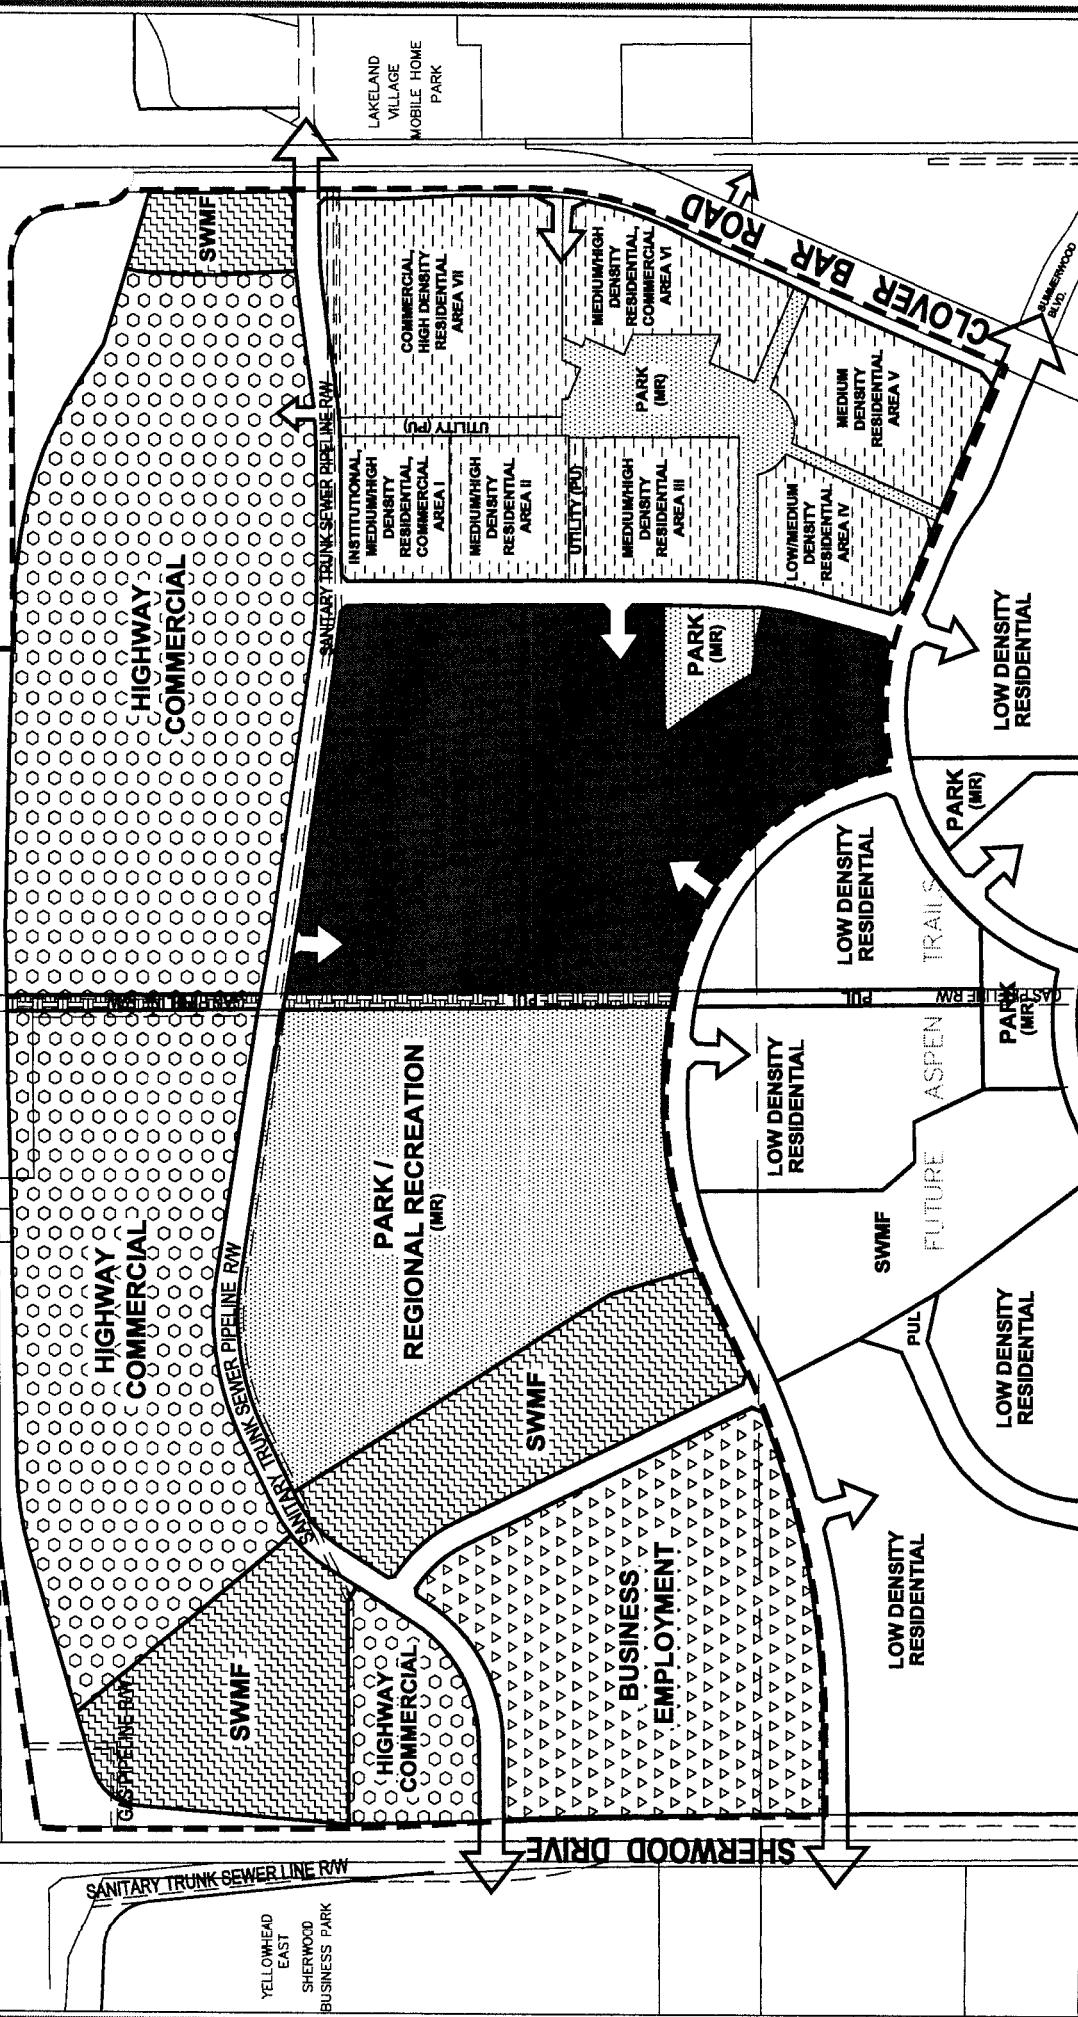 LAKELAND
VILLAGE
MOBILE HOME
PARK
SWMF
CLOVER BAR ROAD
SUMMERWOOD
BLVD.
COMMERCIAL,
HIGH DENSITY
RESIDENTIAL
AREA VII
MEDIUM/HIGH
DENSITY
RESIDENTIAL,
COMMERCIAL
AREA VI
PARK
(MR)
MEDIUM
DENSITY
RESIDENTIAL
AREA V
UTILITY (PU)
INSTITUTIONAL,
MEDIUM/HIGH
DENSITY
RESIDENTIAL,
COMMERCIAL
AREA I
MEDIUM/HIGH
DENSITY
RESIDENTIAL
AREA II
UTILITY (PU)
MEDIUM/HIGH
DENSITY
RESIDENTIAL
AREA III
LOW/MEDIUM
DENSITY
RESIDENTIAL
AREA IV
SANITARY TRUNK SEWER PIPELINE R/W
HIGHWAY
COMMERCIAL
PARK
(MR)
LOW DENSITY
RESIDENTIAL
PARK
(MR)
LOW DENSITY
RESIDENTIAL
GAS PIPELINE R/W
PUL
PUL
GAS PIPELINE R/W
PARK
(MR)
FUTURE ASPEN TRAILS
LOW DENSITY
RESIDENTIAL
PARK /
REGIONAL RECREATION
(MR)
HIGHWAY
COMMERCIAL
SANITARY TRUNK SEWER PIPELINE R/W
SWMF
PUL
LOW DENSITY
RESIDENTIAL
SWMF
BUSINESS
EMPLOYMENT
LOW DENSITY
RESIDENTIAL
SWMF
GAS PIPELINE R/W
HIGHWAY
COMMERCIAL
SHERWOOD DRIVE
SANITARY TRUNK SEWER LINE R/W
YELLOWHEAD
EAST
SHERWOOD
BUSINESS PARK